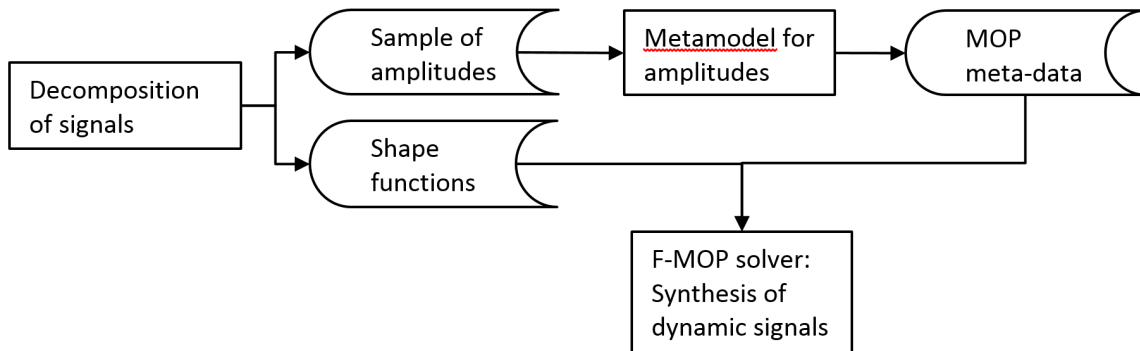 Decomposition
of signals
Sample of
amplitudes
Metamodel for
amplitudes
MOP
meta-data
Shape
functions
F-MOP solver:
Synthesis of
dynamic signals